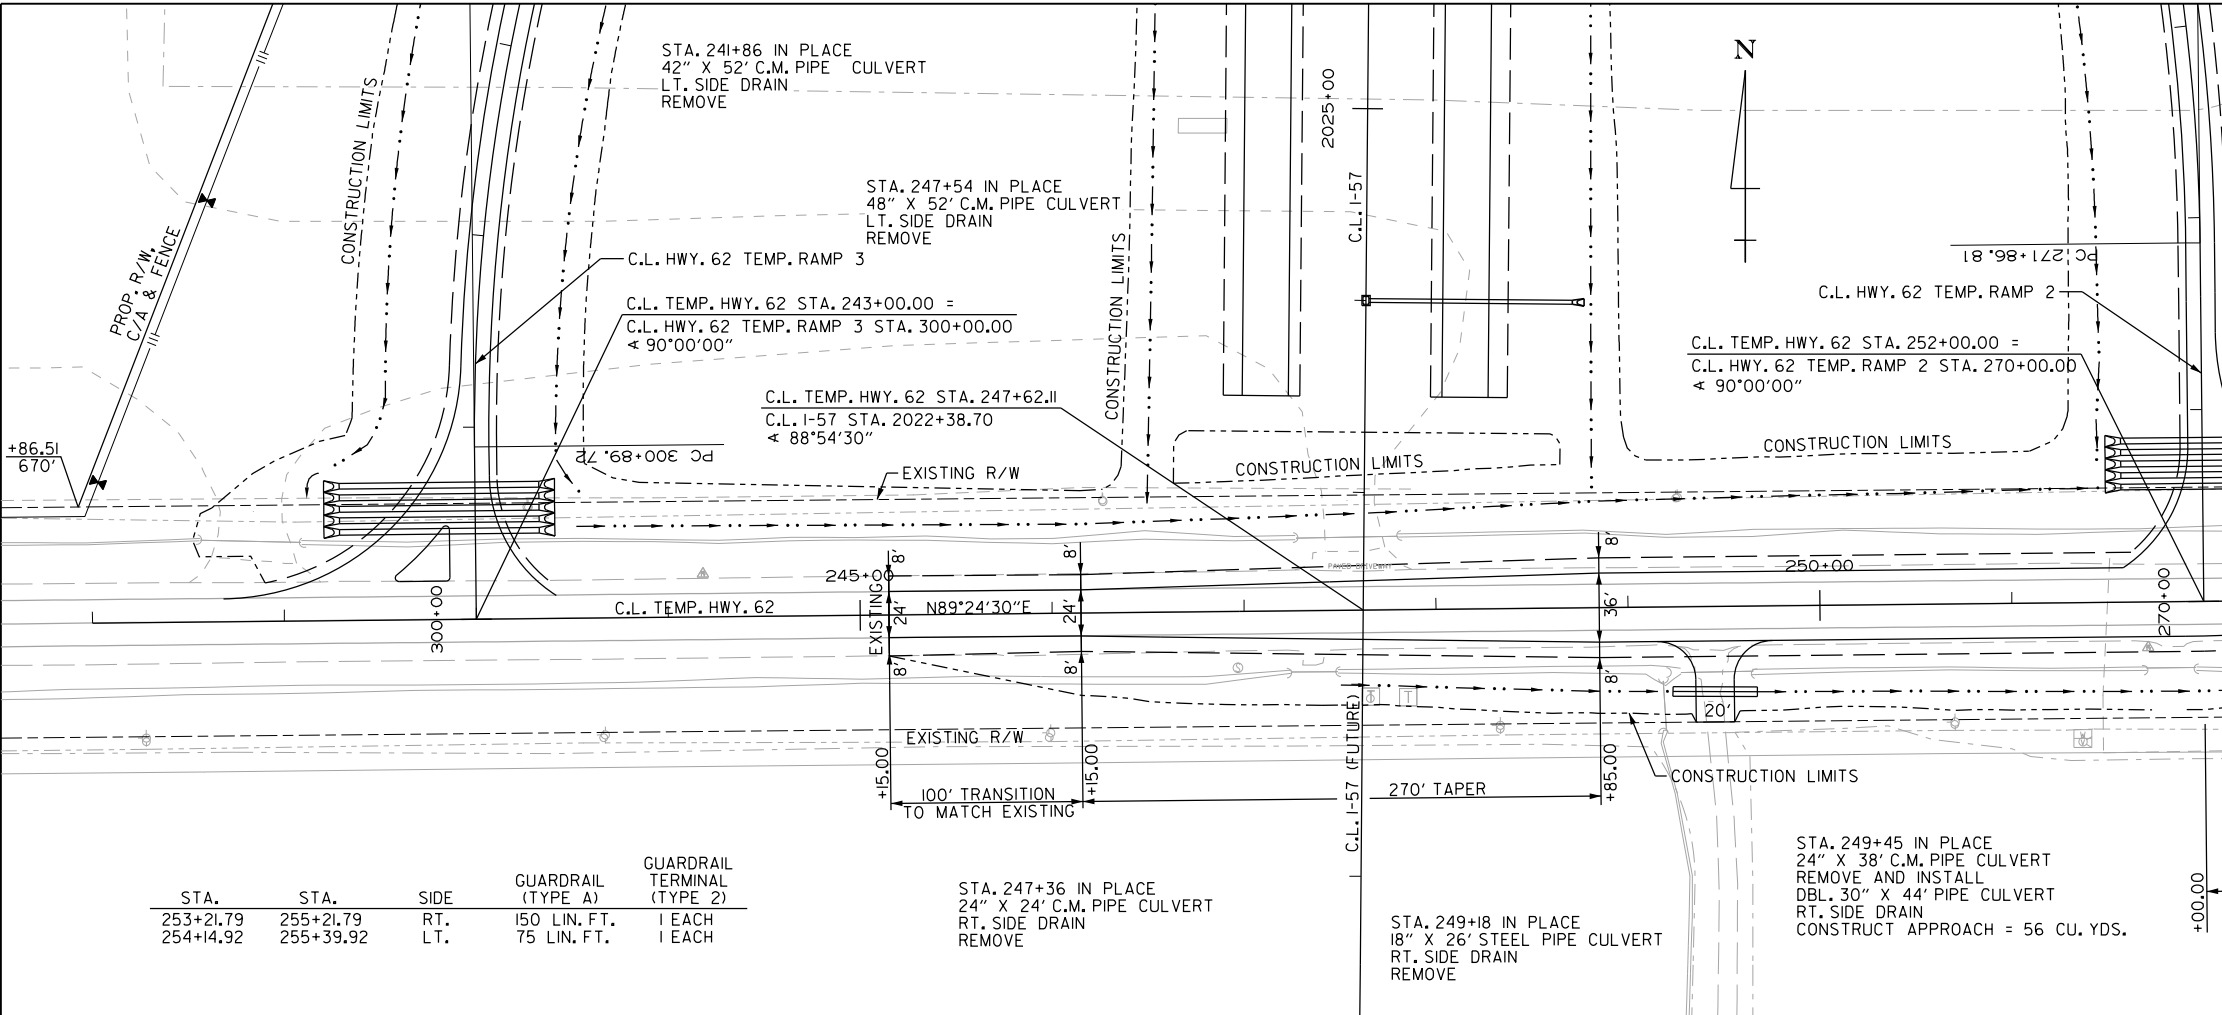 STA. 241+86 IN PLACE
42" X 52' C.M. PIPE CULVERT
LT. SIDE DRAIN
REMOVE
N
2025+00
C.L. I-57
CONSTRUCTION LIMITS
STA. 247+54 IN PLACE
48" X 52' C.M. PIPE CULVERT
LT. SIDE DRAIN
REMOVE
PROP. R/W.
C/A & FENCE
C.L. HWY. 62 TEMP. RAMP 3
CONSTRUCTION LIMITS
PC 271+86.81
C.L. HWY. 62 TEMP. RAMP 2
C.L. TEMP. HWY. 62 STA. 243+00.00 =
C.L. HWY. 62 TEMP. RAMP 3 STA. 300+00.00
∢ 90°00'00"
C.L. TEMP. HWY. 62 STA. 252+00.00 =
C.L. HWY. 62 TEMP. RAMP 2 STA. 270+00.00
∢ 90°00'00"
C.L. TEMP. HWY. 62 STA. 247+62.11
C.L. I-57 STA. 2022+38.70
∢ 88°54'30"
+86.51
670'
PC 300+89.72
EXISTING R/W
CONSTRUCTION LIMITS
CONSTRUCTION LIMITS
8'
8'
8'
245+00
PAVED DRIVEWAY
250+00
300+00
C.L. TEMP. HWY. 62
EXISTING
24'
N89°24'30"E
24'
36'
270+00
8'
8'
8'
20'
T
EXISTING R/W
+15.00
+15.00
C.L. I-57 (FUTURE)
+85.00
CONSTRUCTION LIMITS
100' TRANSITION
TO MATCH EXISTING
270' TAPER
STA. STA. SIDE GUARDRAIL (TYPE A) GUARDRAIL TERMINAL (TYPE 2)
253+21.79 255+21.79 RT. 150 LIN. FT. 1 EACH
254+14.92 255+39.92 LT. 75 LIN. FT. 1 EACH
STA. 247+36 IN PLACE
24" X 24' C.M. PIPE CULVERT
RT. SIDE DRAIN
REMOVE
STA. 249+18 IN PLACE
18" X 26' STEEL PIPE CULVERT
RT. SIDE DRAIN
REMOVE
STA. 249+45 IN PLACE
24" X 38' C.M. PIPE CULVERT
REMOVE AND INSTALL
DBL. 30" X 44' PIPE CULVERT
RT. SIDE DRAIN
CONSTRUCT APPROACH = 56 CU. YDS.
+00.00